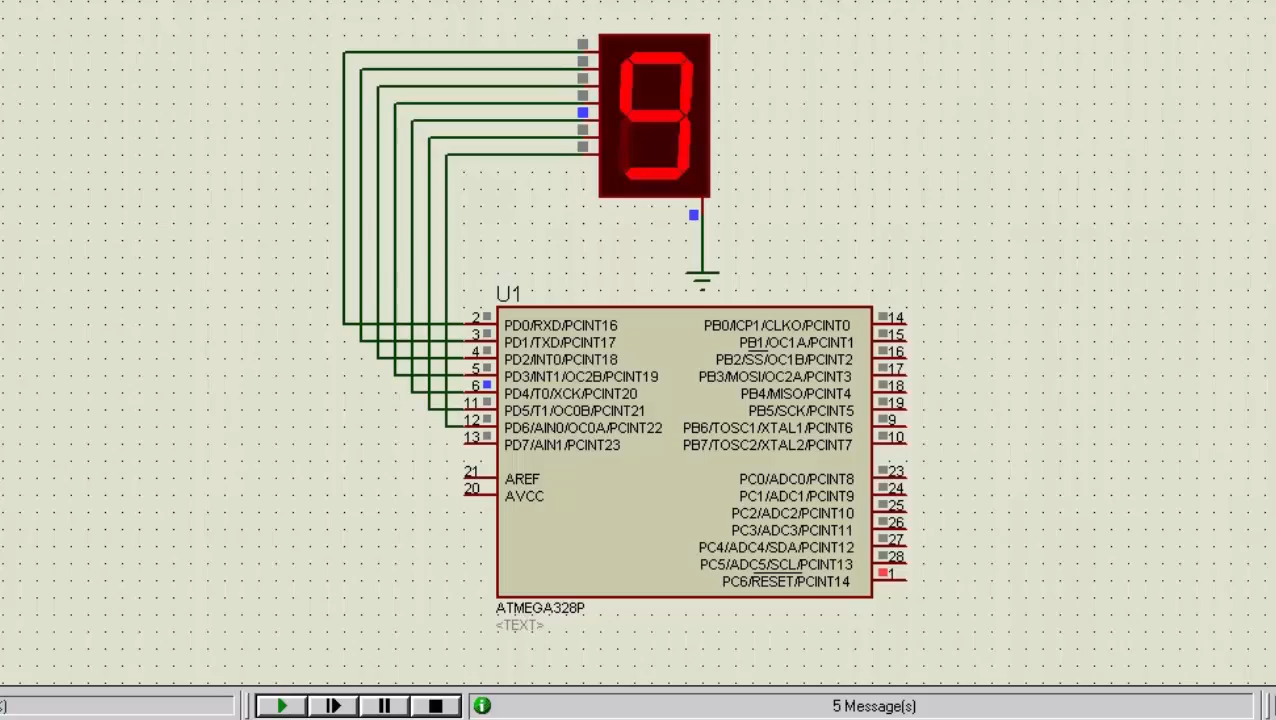 U1
2 PD0/RXD/PCINT16 PB0/ICP1/CLKO/PCINT0 14
3 PD1/TXD/PCINT17 PB1/OC1A/PCINT1 15
4 PD2/INT0/PCINT18 PB2/SS/OC1B/PCINT2 16
5 PD3/INT1/OC2B/PCINT19 PB3/MOSI/OC2A/PCINT3 17
6 PD4/T0/XCK/PCINT20 PB4/MISO/PCINT4 18
11 PD5/T1/OC0B/PCINT21 PB5/SCK/PCINT5 19
12 PD6/AIN0/OC0A/PCINT22 PB6/TOSC1/XTAL1/PCINT6 9
13 PD7/AIN1/PCINT23 PB7/TOSC2/XTAL2/PCINT7 10
21 AREF PC0/ADC0/PCINT8 23
20 AVCC PC1/ADC1/PCINT9 24
PC2/ADC2/PCINT10 25
PC3/ADC3/PCINT11 26
PC4/ADC4/SDA/PCINT12 27
PC5/ADC5/SCL/PCINT13 28
PC6/RESET/PCINT14 1
ATMEGA328P
<TEXT>
5 Message(s)